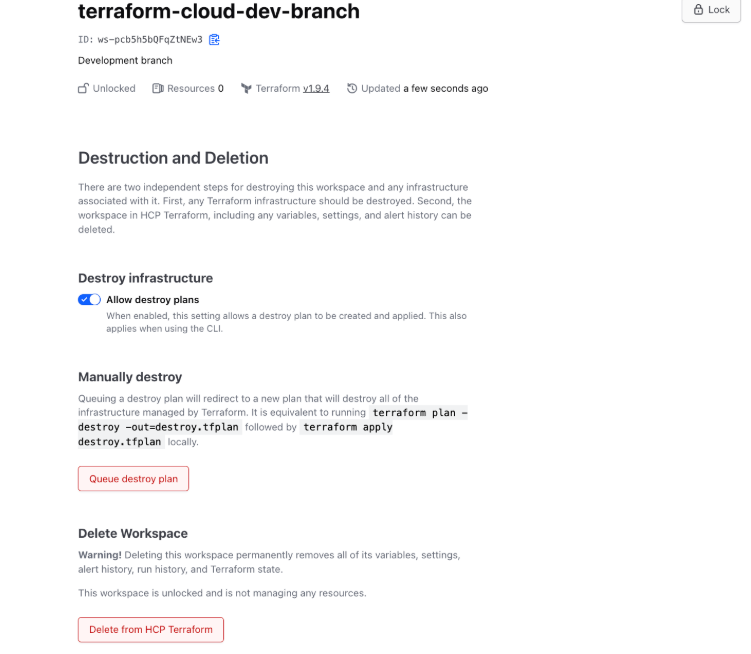 terraform-cloud-dev-branch
Lock
ID: ws-pcb5h5bQFqZtNEw3
Development branch
Unlocked Resources 0 Terraform v1.9.4 Updated a few seconds ago
Destruction and Deletion
There are two independent steps for destroying this workspace and any infrastructure
associated with it. First, any Terraform infrastructure should be destroyed. Second, the
workspace in HCP Terraform, including any variables, settings, and alert history can be
deleted.
Destroy infrastructure
Allow destroy plans
When enabled, this setting allows a destroy plan to be created and applied. This also
applies when using the CLI.
Manually destroy
Queuing a destroy plan will redirect to a new plan that will destroy all of the
infrastructure managed by Terraform. It is equivalent to running terraform plan -
destroy -out=destroy.tfplan followed by terraform apply
destroy.tfplan locally.
Queue destroy plan
Delete Workspace
Warning! Deleting this workspace permanently removes all of its variables, settings,
alert history, run history, and Terraform state.
This workspace is unlocked and is not managing any resources.
Delete from HCP Terraform